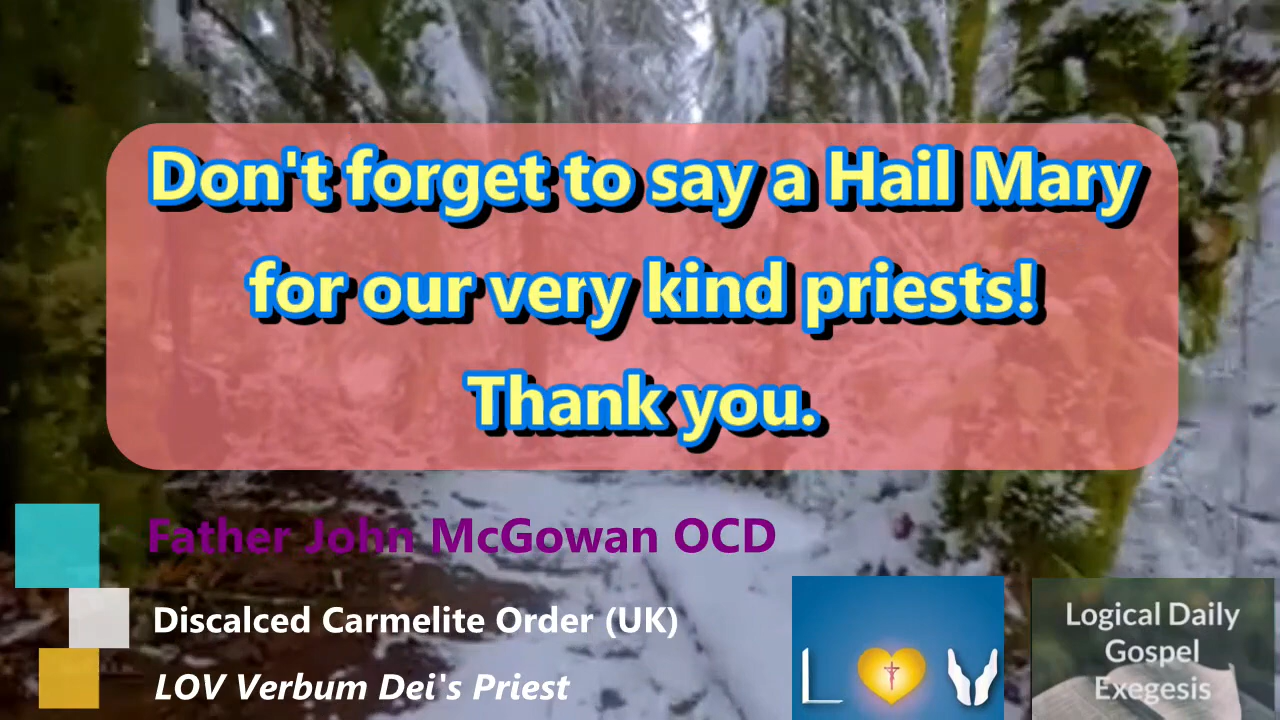 Don't forget to say a Hail Mary
for our very kind priests!
Thank you.
Father John McGowan OCD
Discalced Carmelite Order (UK)
LOV Verbum Dei's Priest
LOV
Logical Daily
Gospel
Exegesis